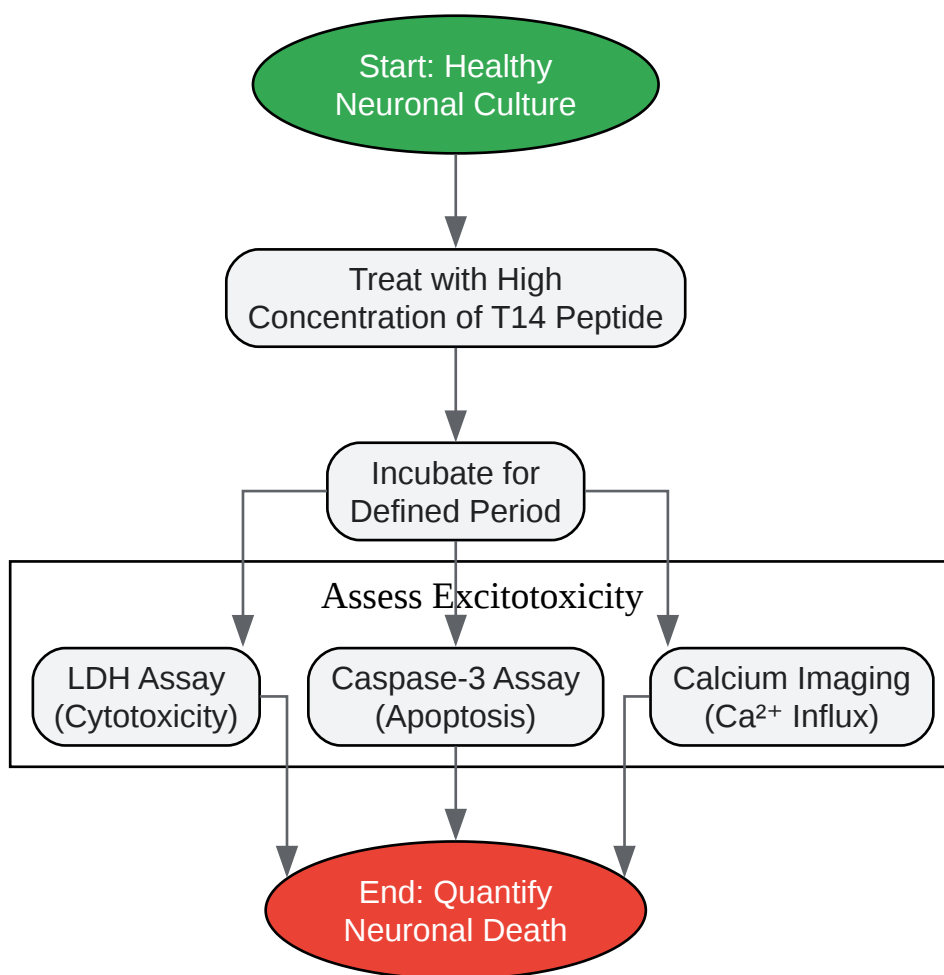 Start: Healthy
Neuronal Culture
Treat with High
Concentration of T14 Peptide
Incubate for
Defined Period
Assess Excitotoxicity
LDH Assay
(Cytotoxicity)
Caspase-3 Assay
(Apoptosis)
Calcium Imaging
(Ca²⁺ Influx)
End: Quantify
Neuronal Death